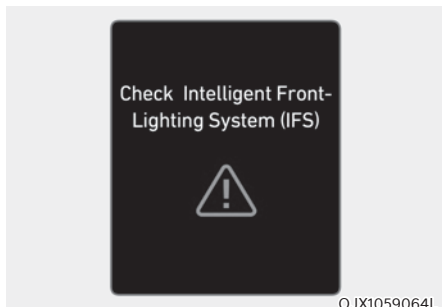 Check Intelligent Front-
Lighting System (IFS)
OJX1059064L